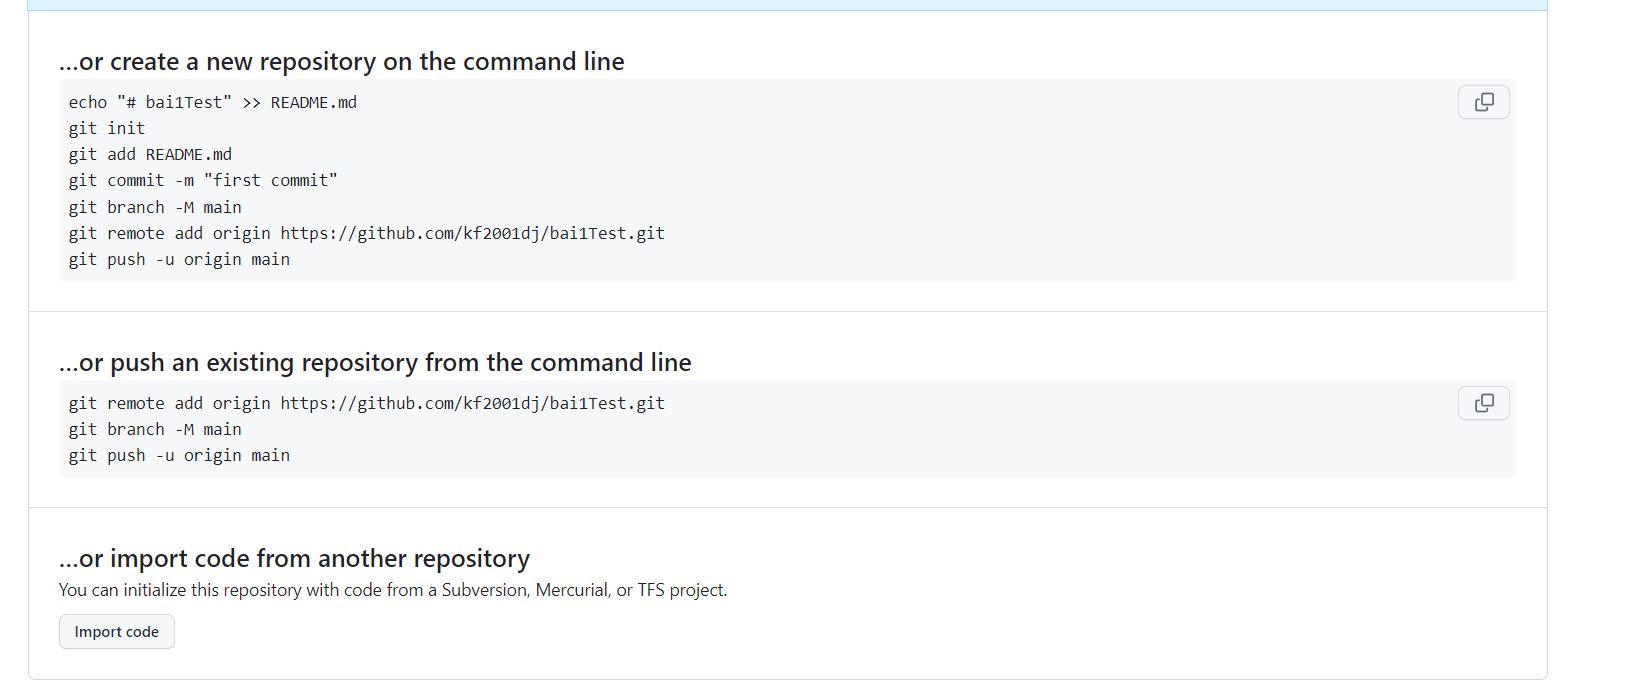 ...or create a new repository on the command line
echo "# bai1Test" >> README.md
git init
git add README.md
git commit -m "first commit"
git branch -M main
git remote add origin https://github.com/kf2001dj/bai1Test.git
git push -u origin main
...or push an existing repository from the command line
git remote add origin https://github.com/kf2001dj/bai1Test.git
git branch -M main
git push -u origin main
...or import code from another repository
You can initialize this repository with code from a Subversion, Mercurial, or TFS project.
Import code